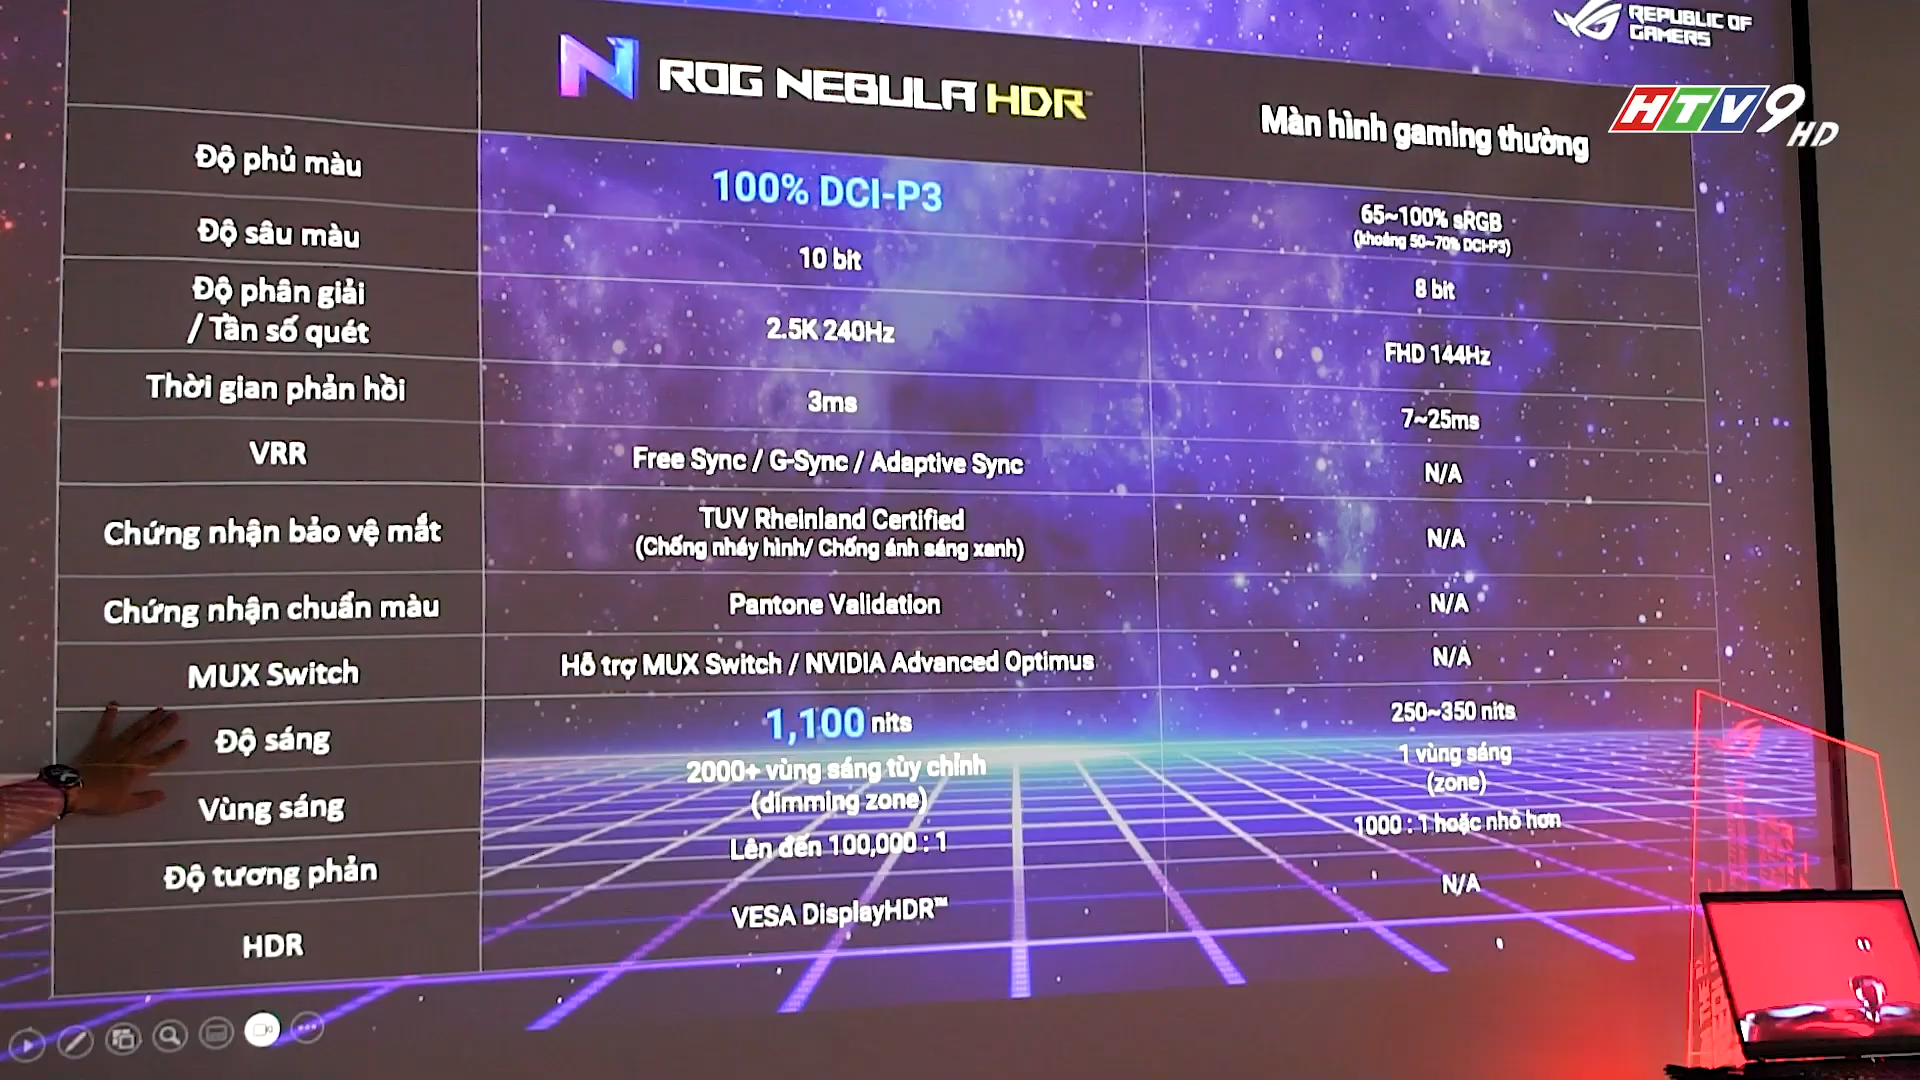 REPUBLIC OF
GAMERS
HTV9
HD
ROG NEBULA HDR™
Màn hình gaming thường
Độ phủ màu
100% DCI-P3
65~100% sRGB
(khoảng 50~70% DCI-P3)
Độ sâu màu
10 bit
8 bit
Độ phân giải
/ Tần số quét
2.5K 240Hz
FHD 144Hz
Thời gian phản hồi
3ms
7~25ms
VRR
Free Sync / G-Sync / Adaptive Sync
N/A
Chứng nhận bảo vệ mắt
TUV Rheinland Certified
(Chống nháy hình/ Chống ánh sáng xanh)
N/A
Chứng nhận chuẩn màu
Pantone Validation
N/A
MUX Switch
Hỗ trợ MUX Switch / NVIDIA Advanced Optimus
N/A
Độ sáng
1,100 nits
250~350 nits
Vùng sáng
2000+ vùng sáng tùy chỉnh
(dimming zone)
1 vùng sáng
(zone)
Độ tương phản
Lên đến 100,000 : 1
1000 : 1 hoặc nhỏ hơn
HDR
VESA DisplayHDR™
N/A